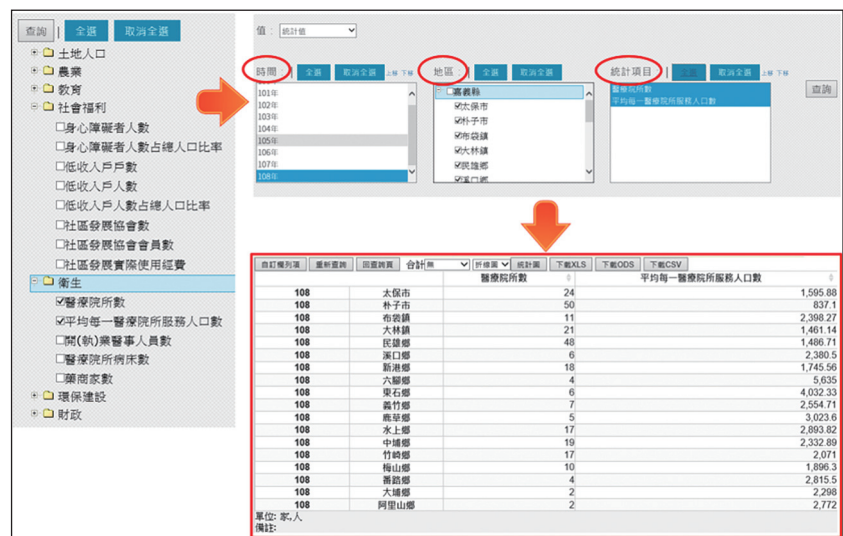 查詢 | 全選 取消全選
土地人口
農業
教育
社會福利
身心障礙者人數
身心障礙者人數占總人口比率
低收入戶戶數
低收入戶人數
低收入戶人數占總人口比率
社區發展協會數
社區發展協會會員數
社區發展實際使用經費
衛生
醫療院所數
平均每一醫療院所服務人口數
開(執)業醫事人員數
醫療院所病床數
藥商家數
環保建設
財政
值： 統計值
時間： | 全選 取消全選 上移 下移
101年
102年
103年
104年
105年
106年
107年
108年
地區： | 全選 取消全選
嘉義縣
太保市
朴子市
布袋鎮
大林鎮
民雄鄉
溪口鄉
統計項目 | 全選 取消全選 上移 下移
醫療院所數
平均每一醫療院所服務人口數
查詢
自訂欄列項 重新查詢 回查詢頁 合計 無 折線圖 統計圖 下載XLS 下載ODS 下載CSV
醫療院所數 平均每一醫療院所服務人口數
108 太保市 24 1,595.88
108 朴子市 50 837.1
108 布袋鎮 11 2,398.27
108 大林鎮 21 1,461.14
108 民雄鄉 48 1,486.71
108 溪口鄉 6 2,380.5
108 新港鄉 18 1,745.56
108 六腳鄉 4 5,635
108 東石鄉 6 4,032.33
108 義竹鄉 7 2,554.71
108 鹿草鄉 5 3,023.6
108 水上鄉 17 2,893.82
108 中埔鄉 19 2,332.89
108 竹崎鄉 17 2,071
108 梅山鄉 10 1,896.3
108 番路鄉 4 2,815.5
108 大埔鄉 2 2,298
108 阿里山鄉 2 2,772
單位: 家,人
備註: